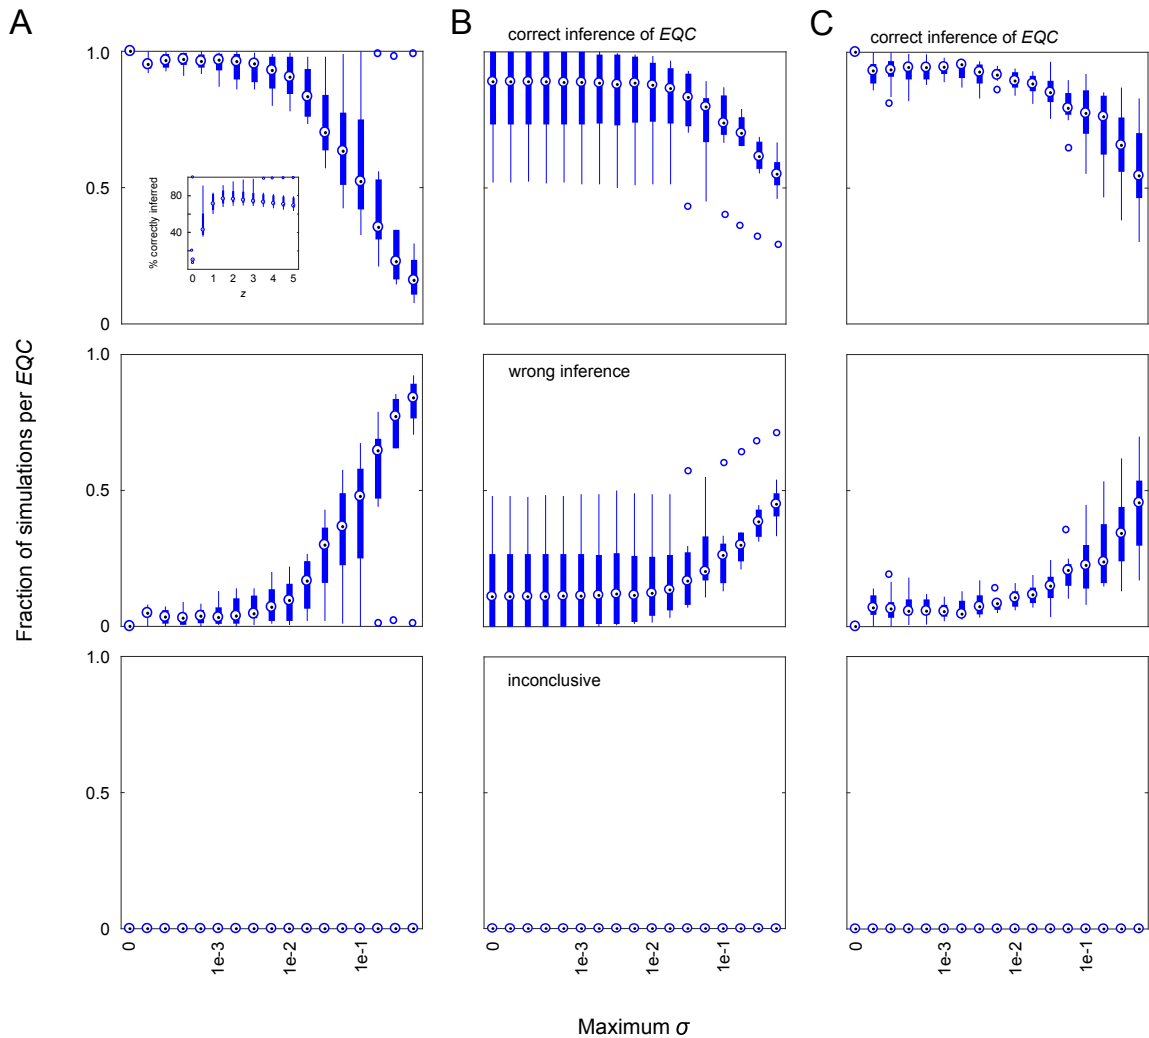 A
B
C
correct inference of EQC
correct inference of EQC
1.0
0.5
0
% correctly inferred
80
40
0 1 2 3 4 5
z
Fraction of simulations per EQC
1.0
0.5
0
wrong inference
1.0
0.5
0
inconclusive
0 1e-3 1e-2 1e-1
0 1e-3 1e-2 1e-1
0 1e-3 1e-2 1e-1
Maximum σ